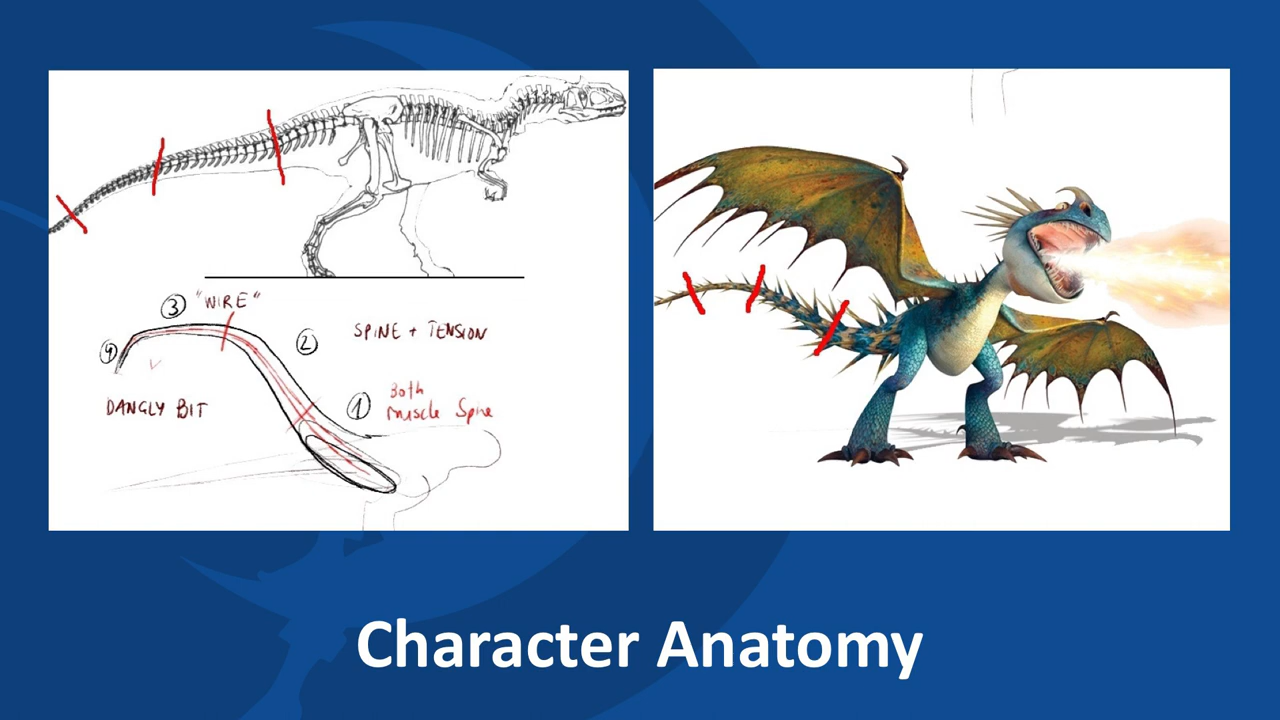 ③ "WIRE"
② SPINE + TENSION
④
DANGLY BIT
① Both
Muscle Spine
Character Anatomy